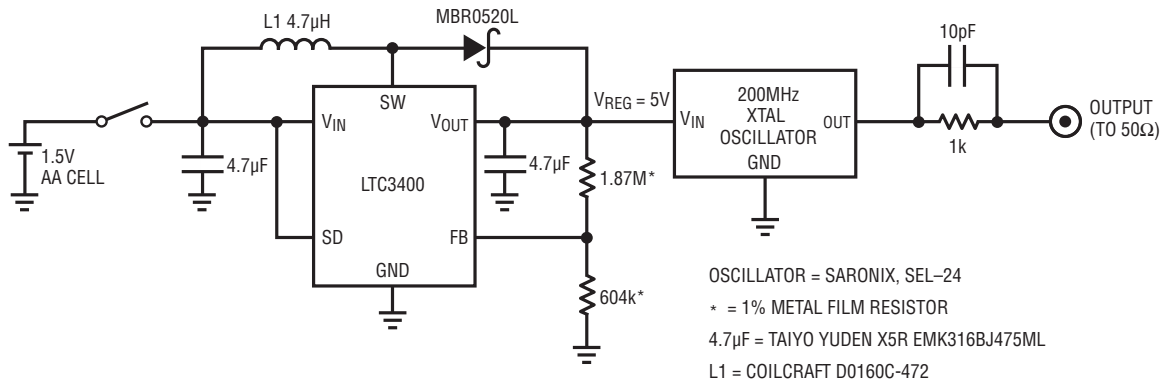 L1 4.7µH
MBR0520L
10pF
SW
VIN
VOUT
VREG = 5V
VIN
200MHz
XTAL
OSCILLATOR
OUT
GND
OUTPUT
(TO 50Ω)
1k
1.5V
AA CELL
4.7µF
LTC3400
4.7µF
1.87M*
SD
FB
GND
604k*
OSCILLATOR = SARONIX, SEL–24
* = 1% METAL FILM RESISTOR
4.7µF = TAIYO YUDEN X5R EMK316BJ475ML
L1 = COILCRAFT D0160C-472